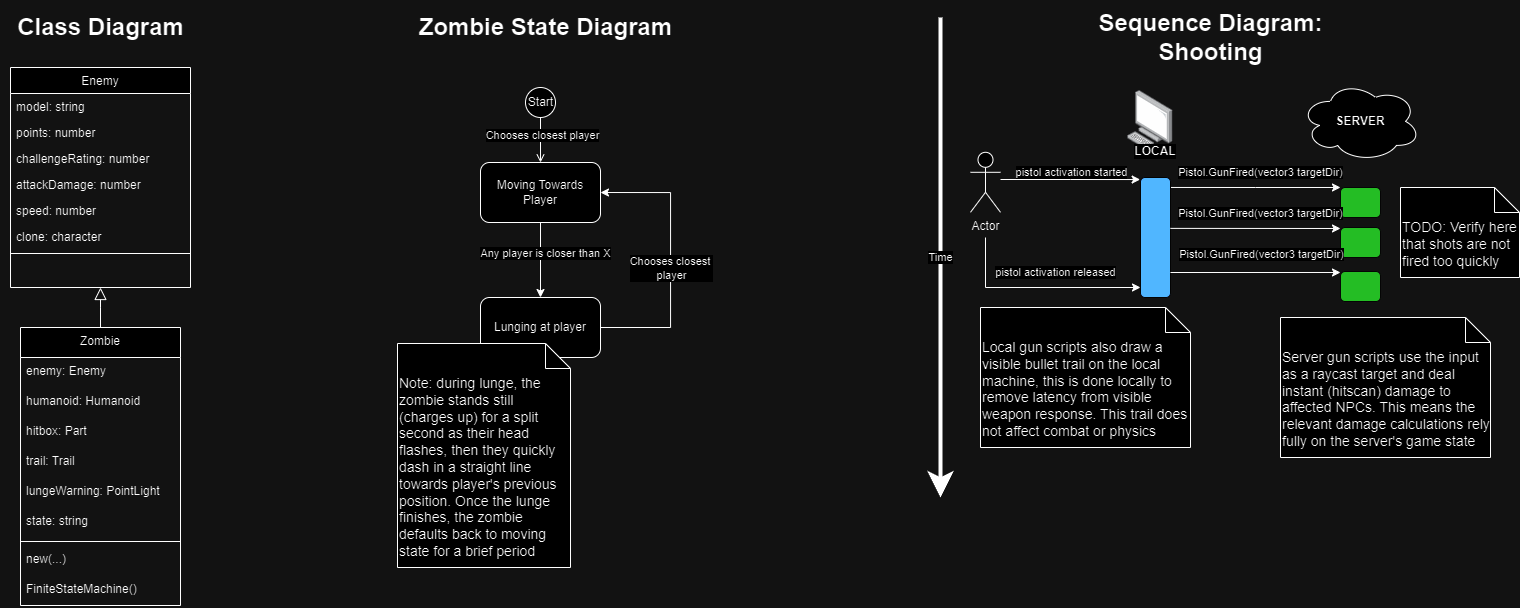 Class Diagram
Enemy
model: string
points: number
challengeRating: number
attackDamage: number
speed: number
clone: character
Zombie
enemy: Enemy
humanoid: Humanoid
hitbox: Part
trail: Trail
lungeWarning: PointLight
state: string
new(...)
FiniteStateMachine()
Zombie State Diagram
Start
Chooses closest player
Moving Towards
Player
Any player is closer than X
Chooses closest
player
Lunging at player
Note: during lunge, the
zombie stands still
(charges up) for a split
second as their head
flashes, then they quickly
dash in a straight line
towards player's previous
position. Once the lunge
finishes, the zombie
defaults back to moving
state for a brief period
Time
Sequence Diagram:
Shooting
LOCAL
SERVER
Actor
pistol activation started
pistol activation released
Pistol.GunFired(vector3 targetDir)
Pistol.GunFired(vector3 targetDir)
Pistol.GunFired(vector3 targetDir)
TODO: Verify here
that shots are not
fired too quickly
Local gun scripts also draw a
visible bullet trail on the local
machine, this is done locally to
remove latency from visible
weapon response. This trail does
not affect combat or physics
Server gun scripts use the input
as a raycast target and deal
instant (hitscan) damage to
affected NPCs. This means the
relevant damage calculations rely
fully on the server's game state